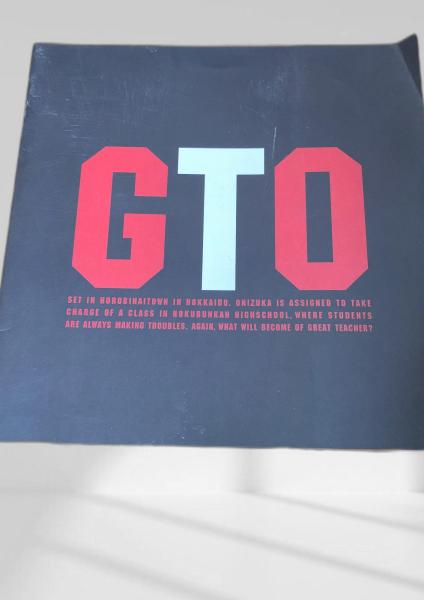 GTO
SET IN HOROBINAITOWN IN HOKKAIDO. ONIZUKA IS ASSIGNED TO TAKE
CHARGE OF A CLASS IN HOKUBUNKAN HIGHSCHOOL, WHERE STUDENTS
ARE ALWAYS MAKING TROUBLES. AGAIN, WHAT WILL BECOME OF GREAT TEACHER?